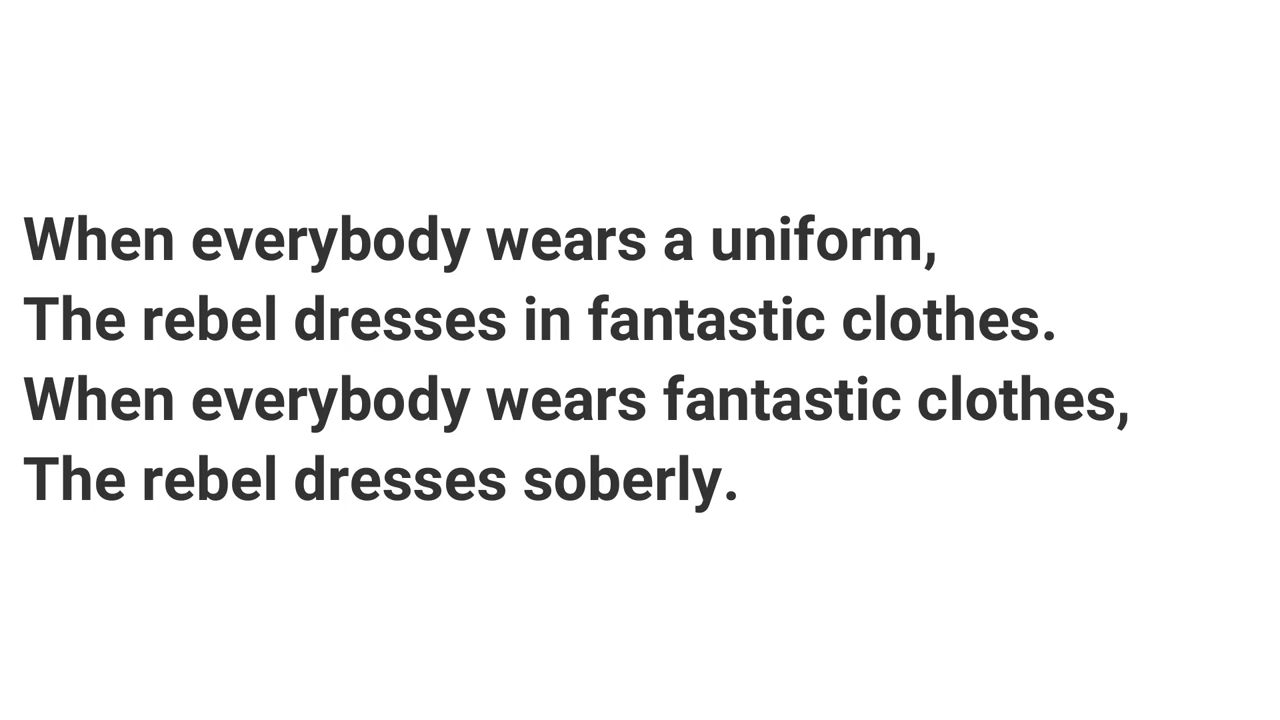 When everybody wears a uniform,
The rebel dresses in fantastic clothes.
When everybody wears fantastic clothes,
The rebel dresses soberly.